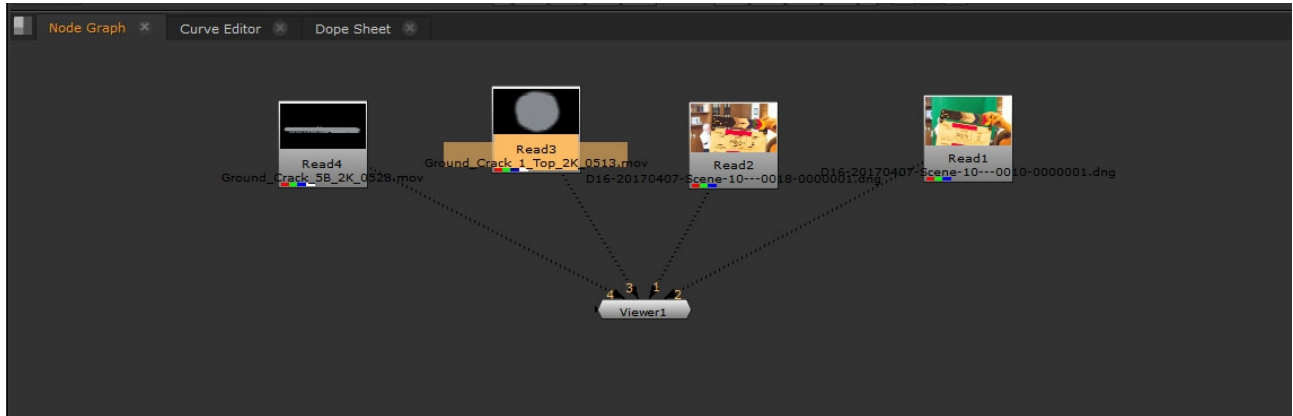 Node Graph
Curve Editor
Dope Sheet
Read4
Ground_Crack_5B_2K_0528.mov
Read3
Ground_Crack_1_Top_2K_0513.mov
Read2
D16-20170407-Scene-10---0018-0000001.dng
Read1
D16-20170407-Scene-10---0010-0000001.dng
4 3 1 2
Viewer1